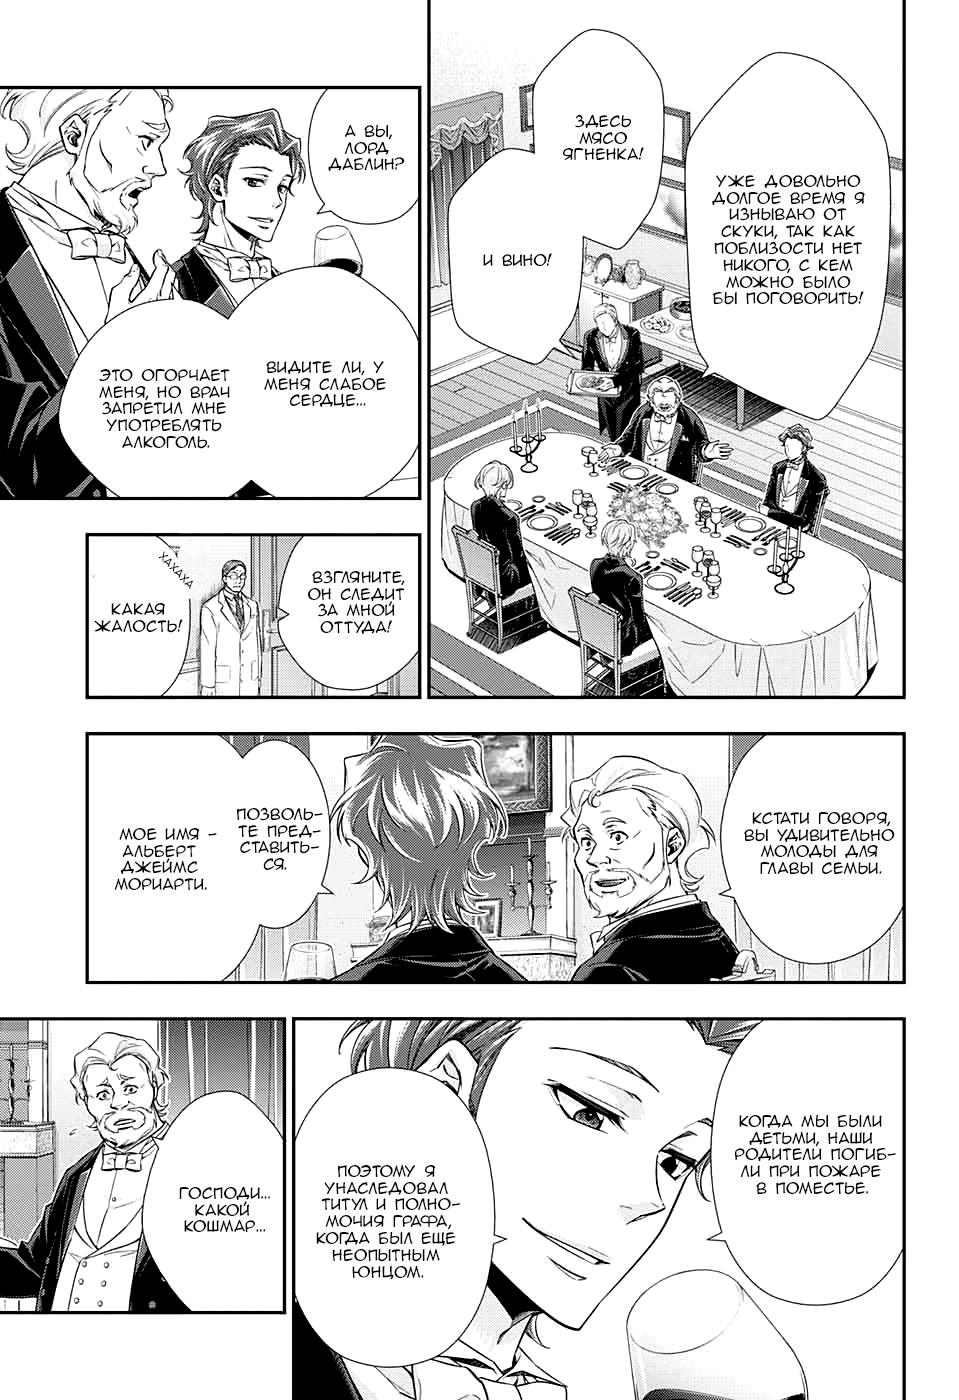 УЖЕ ДОВОЛЬНО
ДОЛГОЕ ВРЕМЯ Я
ИЗНЫВАЮ ОТ
СКУКИ, ТАК КАК
ПОБЛИЗОСТИ НЕТ
НИКОГО, С КЕМ
МОЖНО БЫЛО
БЫ ПОГОВОРИТЬ!
ЗДЕСЬ
МЯСО
ЯГНЕНКА!
И ВИНО!
А ВЫ,
ЛОРД
ДАБЛИН?
ВИДИТЕ ЛИ, У
МЕНЯ СЛАБОЕ
СЕРДЦЕ...
ЭТО ОГОРЧАЕТ
МЕНЯ, НО ВРАЧ
ЗАПРЕТИЛ МНЕ
УПОТРЕБЛЯТЬ
АЛКОГОЛЬ.
ВЗГЛЯНИТЕ,
ОН СЛЕДИТ
ЗА МНОЙ
ОТТУДА!
ХАХАХА
КАКАЯ
ЖАЛОСТЬ!
КСТАТИ ГОВОРЯ,
ВЫ УДИВИТЕЛЬНО
МОЛОДЫ ДЛЯ
ГЛАВЫ СЕМЬИ.
ПОЗВОЛЬ-
ТЕ ПРЕД-
СТАВИТЬ-
СЯ.
МОЕ ИМЯ -
АЛЬБЕРТ
ДЖЕЙМС
МОРИАРТИ.
КОГДА МЫ БЫЛИ
ДЕТЬМИ, НАШИ
РОДИТЕЛИ ПОГИБ-
ЛИ ПРИ ПОЖАРЕ
В ПОМЕСТЬЕ.
ПОЭТОМУ Я
УНАСЛЕДОВАЛ
ТИТУЛ И ПОЛНО-
МОЧИЯ ГРАФА,
КОГДА БЫЛ ЕЩЕ
НЕОПЫТНЫМ
ЮНЦОМ.
ГОСПОДИ...
КАКОЙ
КОШМАР...